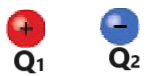 + -
Q₁ Q₂